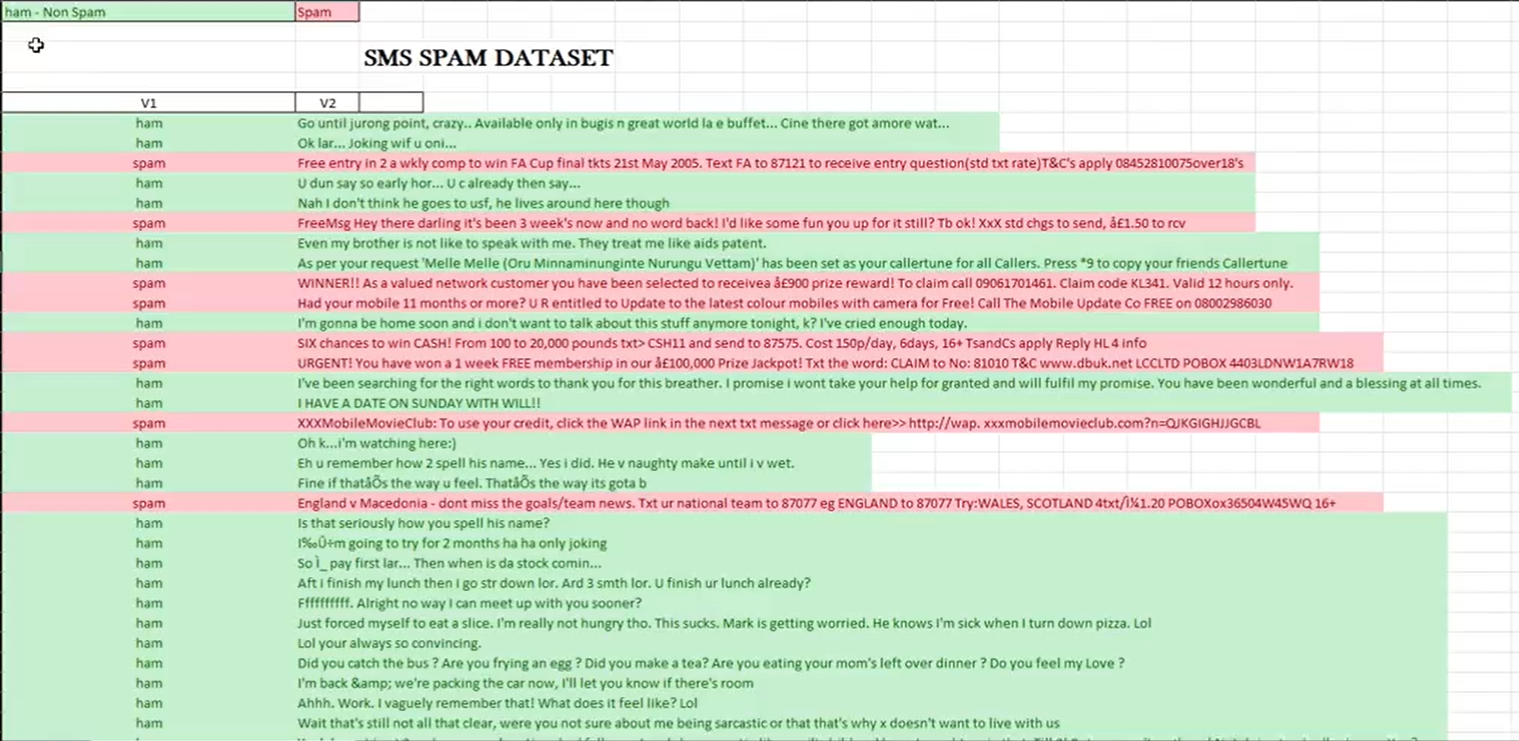 ham - Non Spam Spam
SMS SPAM DATASET
V1 V2
ham Go until jurong point, crazy.. Available only in bugis n great world la e buffet... Cine there got amore wat...
ham Ok lar... Joking wif u oni...
spam Free entry in 2 a wkly comp to win FA Cup final tkts 21st May 2005. Text FA to 87121 to receive entry question(std txt rate)T&C's apply 08452810075over18's
ham U dun say so early hor... U c already then say...
ham Nah I don't think he goes to usf, he lives around here though
spam FreeMsg Hey there darling it's been 3 week's now and no word back! I'd like some fun you up for it still? Tb ok! XxX std chgs to send, å£1.50 to rcv
ham Even my brother is not like to speak with me. They treat me like aids patent.
ham As per your request 'Melle Melle (Oru Minnaminunginte Nurungu Vettam)' has been set as your callertune for all Callers. Press *9 to copy your friends Callertune
spam WINNER!! As a valued network customer you have been selected to receivea å£900 prize reward! To claim call 09061701461. Claim code KL341. Valid 12 hours only.
spam Had your mobile 11 months or more? U R entitled to Update to the latest colour mobiles with camera for Free! Call The Mobile Update Co FREE on 08002986030
ham I'm gonna be home soon and i don't want to talk about this stuff anymore tonight, k? I've cried enough today.
spam SIX chances to win CASH! From 100 to 20,000 pounds txt> CSH11 and send to 87575. Cost 150p/day, 6days, 16+ TsandCs apply Reply HL 4 info
spam URGENT! You have won a 1 week FREE membership in our å£100,000 Prize Jackpot! Txt the word: CLAIM to No: 81010 T&C www.dbuk.net LCCLTD POBOX 4403LDNW1A7RW18
ham I've been searching for the right words to thank you for this breather. I promise i wont take your help for granted and will fulfil my promise. You have been wonderful and a blessing at all times.
ham I HAVE A DATE ON SUNDAY WITH WILL!!
spam XXXMobileMovieClub: To use your credit, click the WAP link in the next txt message or click here>> http://wap. xxxmobilemovieclub.com?n=QJKGIGHJJGCBL
ham Oh k...i'm watching here:)
ham Eh u remember how 2 spell his name... Yes i did. He v naughty make until i v wet.
ham Fine if thatåÕs the way u feel. ThatåÕs the way its gota b
spam England v Macedonia - dont miss the goals/team news. Txt ur national team to 87077 eg ENGLAND to 87077 Try:WALES, SCOTLAND 4txt/Ì¼1.20 POBOXox36504W45WQ 16+
ham Is that seriously how you spell his name?
ham I‰Û÷m going to try for 2 months ha ha only joking
ham So Ì_ pay first lar... Then when is da stock comin...
ham Aft i finish my lunch then i go str down lor. Ard 3 smth lor. U finish ur lunch already?
ham Ffffffffff. Alright no way I can meet up with you sooner?
ham Just forced myself to eat a slice. I'm really not hungry tho. This sucks. Mark is getting worried. He knows I'm sick when I turn down pizza. Lol
ham Lol your always so convincing.
ham Did you catch the bus ? Are you frying an egg ? Did you make a tea? Are you eating your mom's left over dinner ? Do you feel my Love ?
ham I'm back &amp; we're packing the car now, I'll let you know if there's room
ham Ahhh. Work. I vaguely remember that! What does it feel like? Lol
ham Wait that's still not all that clear, were you not sure about me being sarcastic or that that's why x doesn't want to live with us